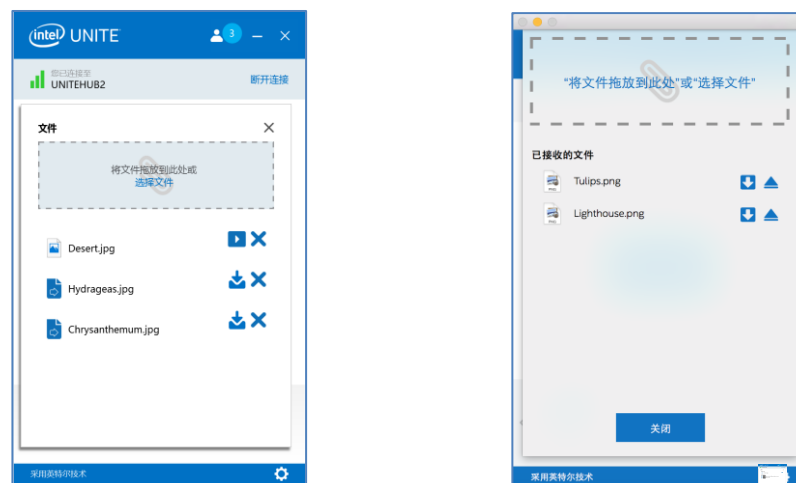 intel UNITE
3
您已连接至
UNITEHUB2
断开连接
文件
将文件拖放到此处或
选择文件
Desert.jpg
Hydrageas.jpg
Chrysanthemum.jpg
采用英特尔技术
“将文件拖放到此处”或“选择文件”
已接收的文件
Tulips.png
Lighthouse.png
关闭
采用英特尔技术